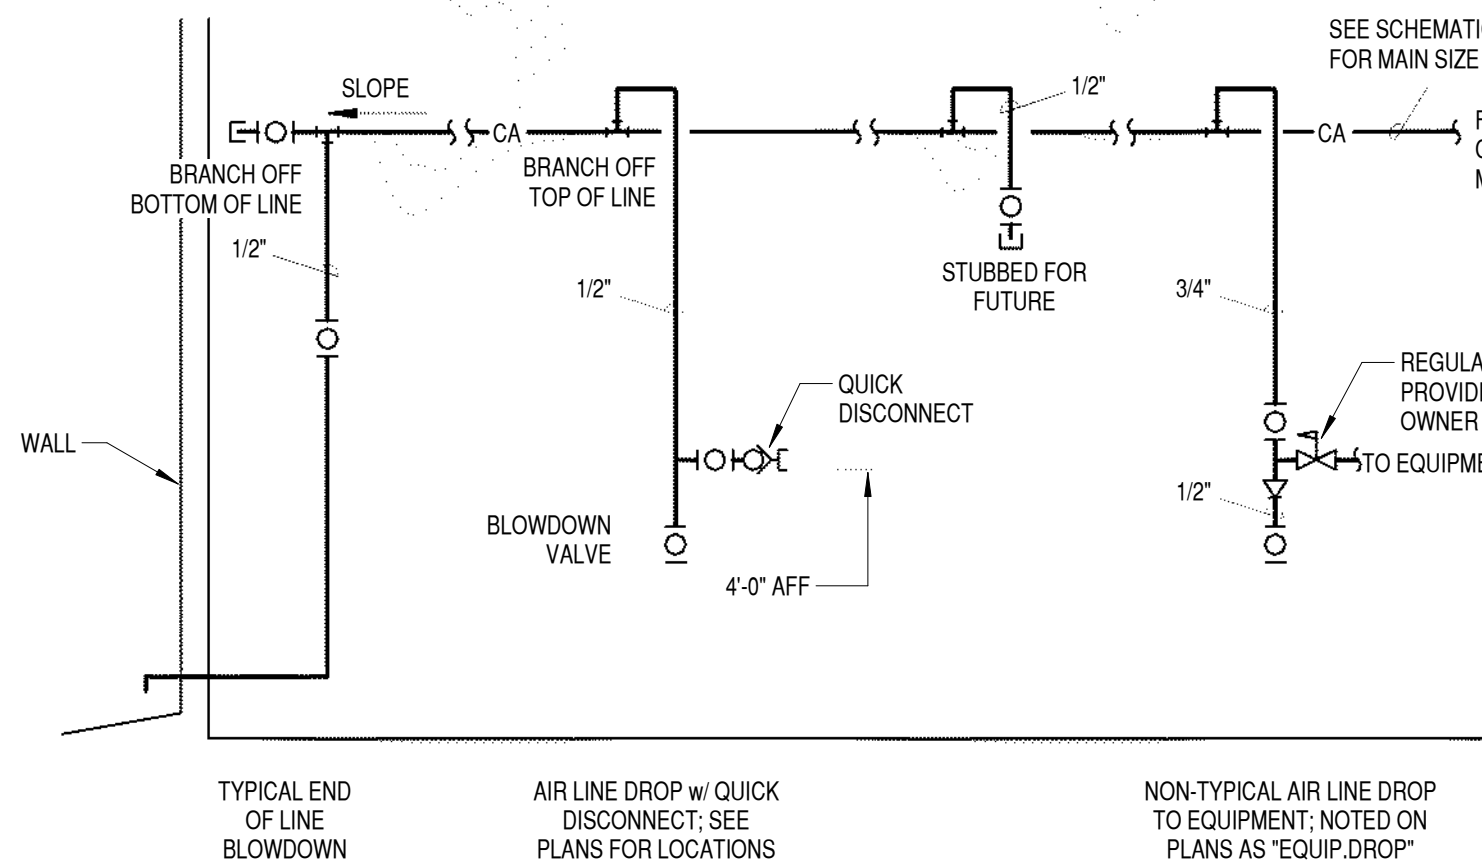 SEE SCHEMATIC
FOR MAIN SIZE
SLOPE
1/2"
CA
CA
BRANCH OFF
BOTTOM OF LINE
BRANCH OFF
TOP OF LINE
1/2"
STUBBED FOR
FUTURE
1/2"
3/4"
QUICK
DISCONNECT
OWNER
WALL
1/2"
BLOWDOWN
VALVE
4'-0" AFF
TO
TYPICAL END
OF LINE
BLOWDOWN
AIR LINE DROP w/ QUICK
DISCONNECT; SEE
PLANS FOR LOCATIONS
NON-TYPICAL AIR LINE DROP
TO EQUIPMENT; NOTED ON
PLANS AS "EQUIP.DROP"